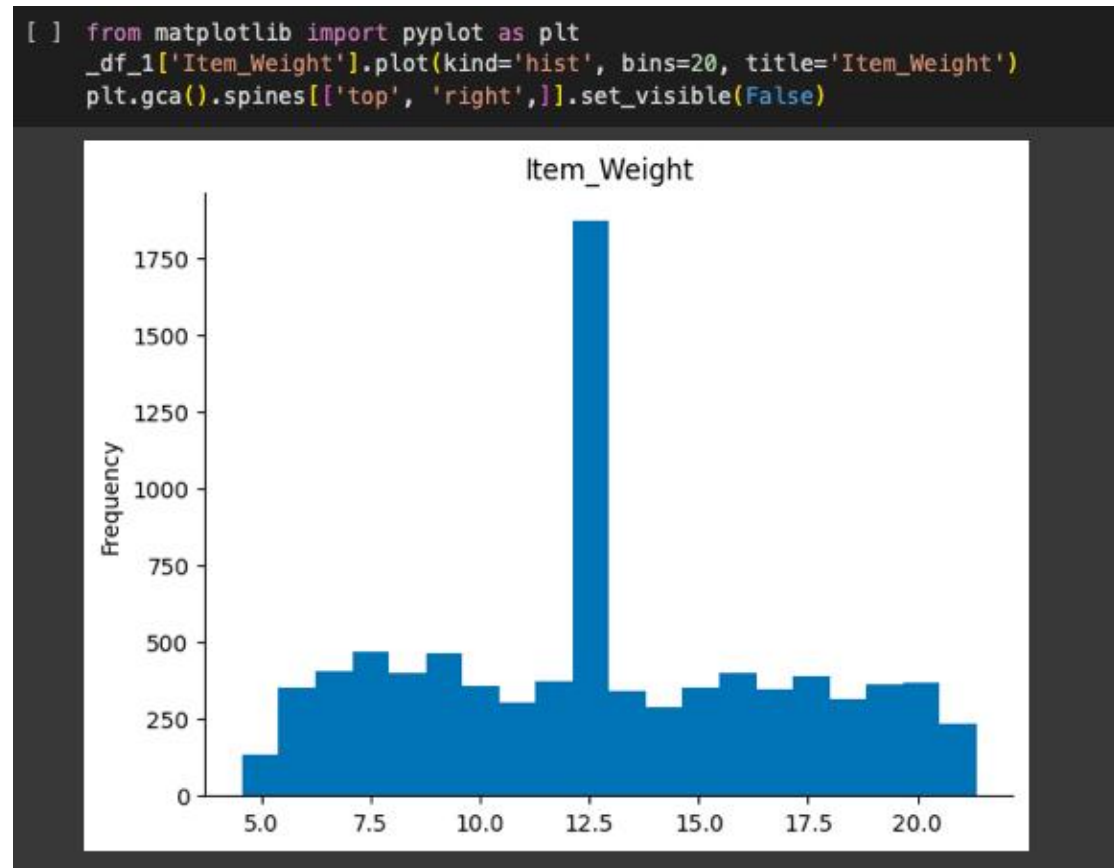 [ ] from matplotlib import pyplot as plt
_df_1['Item_Weight'].plot(kind='hist', bins=20, title='Item_Weight')
plt.gca().spines[['top', 'right',]].set_visible(False)
Item_Weight
1750
1500
1250
1000
750
500
250
0
Frequency
5.0 7.5 10.0 12.5 15.0 17.5 20.0